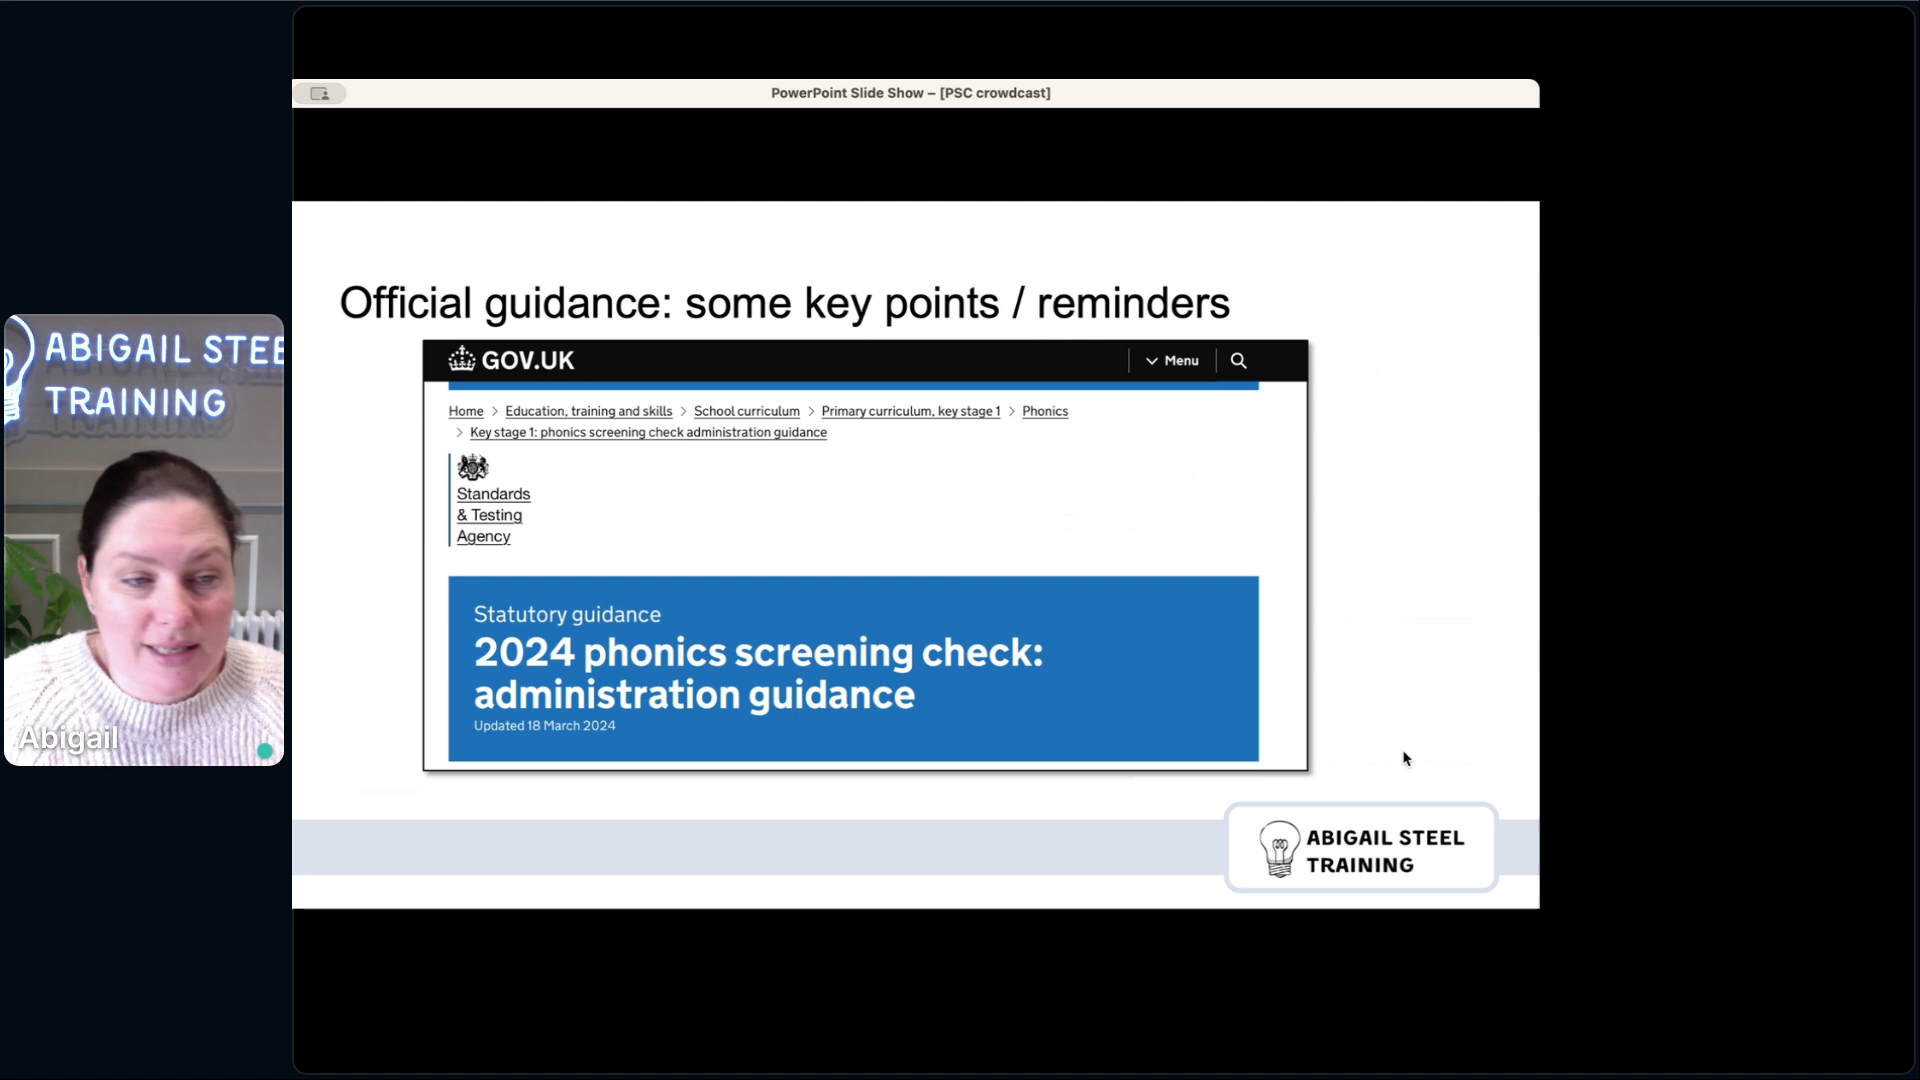 PowerPoint Slide Show – [PSC crowdcast]
ABIGAIL STEE
TRAINING
Abigail
Official guidance: some key points / reminders
GOV.UK
Menu
Home > Education, training and skills > School curriculum > Primary curriculum, key stage 1 > Phonics
> Key stage 1: phonics screening check administration guidance
Standards
& Testing
Agency
Statutory guidance
2024 phonics screening check:
administration guidance
Updated 18 March 2024
ABIGAIL STEEL
TRAINING